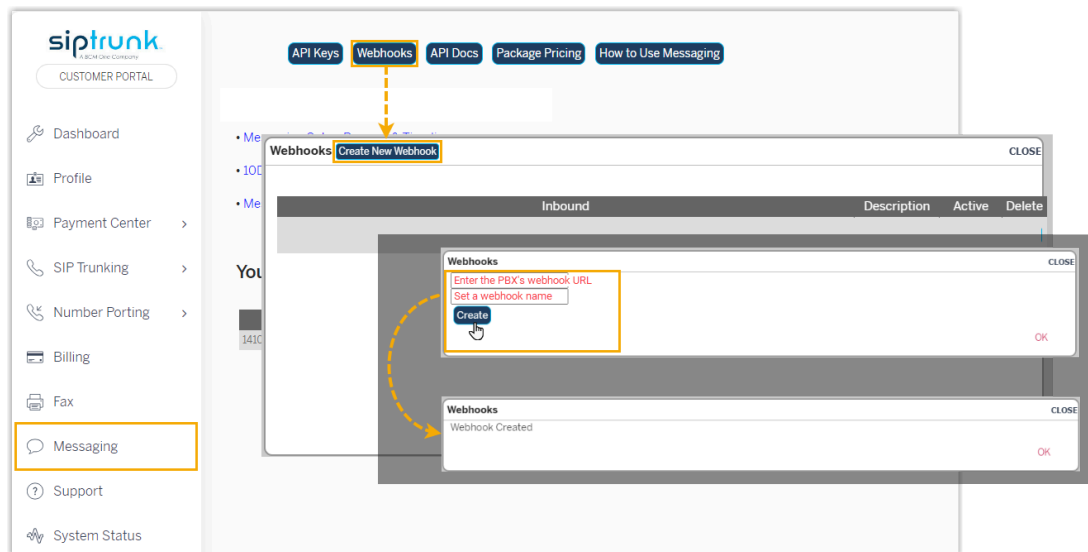 siptrunk.
A BCM One Company
CUSTOMER PORTAL
Dashboard
Profile
Payment Center
SIP Trunking
Number Porting
Billing
Fax
Messaging
Support
System Status
API Keys Webhooks API Docs Package Pricing How to Use Messaging
• Me
• 10D
• Me
You
1410
Webhooks Create New Webhook CLOSE
Inbound Description Active Delete
Webhooks CLOSE
Enter the PBX's webhook URL
Set a webhook name
Create
OK
Webhooks CLOSE
Webhook Created
OK